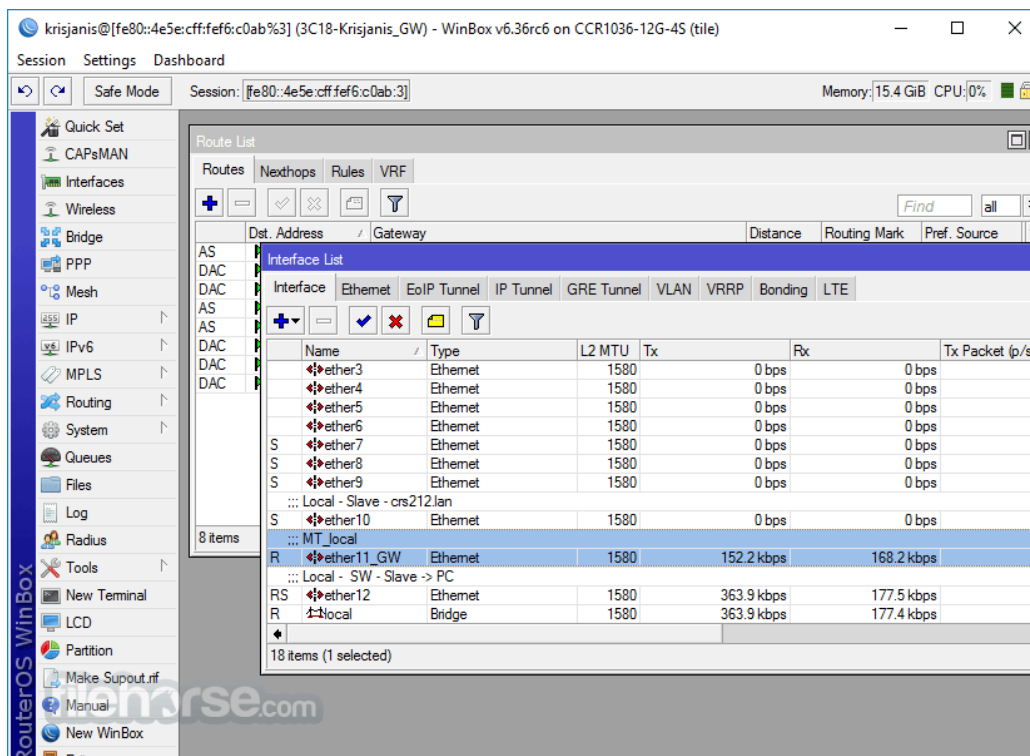 krisjanis@[fe80::4e5e:cff:fef6:c0ab%3] (3C18-Krisjanis_GW) - WinBox v6.36rc6 on CCR1036-12G-4S (tile)
Session Settings Dashboard
Safe Mode Session: [fe80::4e5e:cff:fef6:c0ab:3] Memory: 15.4 GiB CPU: 0%
Quick Set
CAPsMAN
Interfaces
Wireless
Bridge
PPP
Mesh
IP
IPv6
MPLS
Routing
System
Queues
Files
Log
Radius
Tools
New Terminal
LCD
Partition
Make Supout.rif
Manual
New WinBox
RouterOS WinBox
Route List
Routes Nexthops Rules VRF
Find all
Dst. Address / Gateway Distance Routing Mark Pref. Source
AS
DAC
DAC
AS
AS
DAC
DAC
DAC
8 items
Interface List
Interface Ethernet EoIP Tunnel IP Tunnel GRE Tunnel VLAN VRRP Bonding LTE
Name / Type L2 MTU Tx Rx Tx Packet (p/s
ether3 Ethernet 1580 0 bps 0 bps
ether4 Ethernet 1580 0 bps 0 bps
ether5 Ethernet 1580 0 bps 0 bps
ether6 Ethernet 1580 0 bps 0 bps
S ether7 Ethernet 1580 0 bps 0 bps
S ether8 Ethernet 1580 0 bps 0 bps
S ether9 Ethernet 1580 0 bps 0 bps
;;; Local - Slave - crs212.lan
S ether10 Ethernet 1580 0 bps 0 bps
;;; MT_local
R ether11_GW Ethernet 1580 152.2 kbps 168.2 kbps
;;; Local - SW - Slave -> PC
RS ether12 Ethernet 1580 363.9 kbps 177.5 kbps
R local Bridge 1580 363.9 kbps 177.4 kbps
18 items (1 selected)
filehorse.com